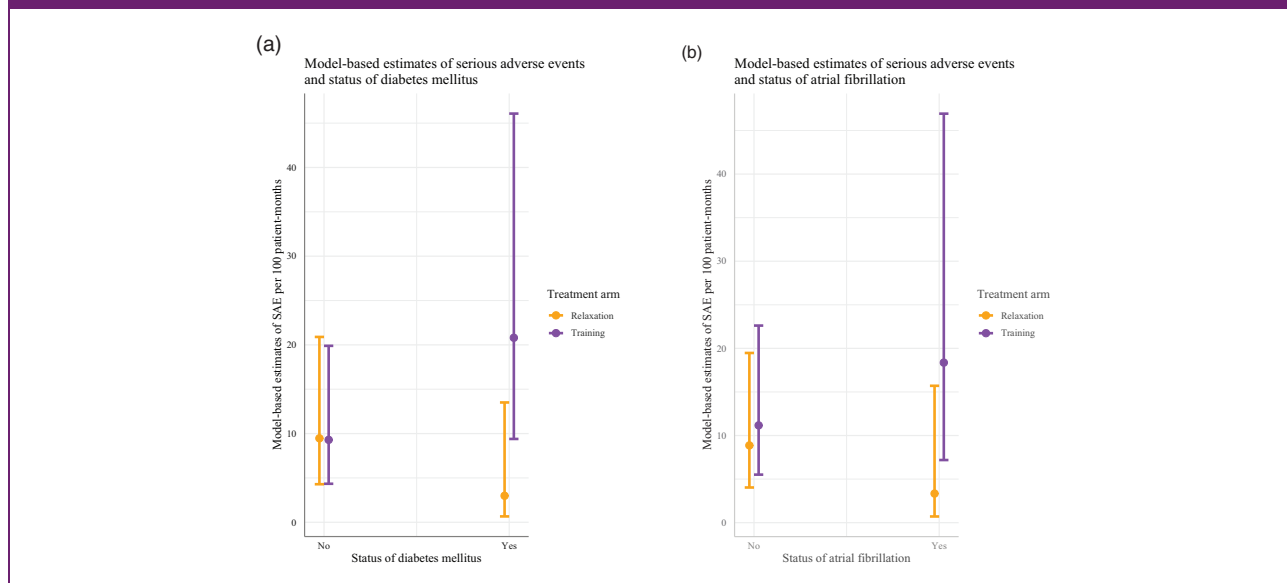 (a)
Model-based estimates of serious adverse events
and status of diabetes mellitus
Model-based estimates of SAE per 100 patient-months
40
30
20
10
0
No
Yes
Status of diabetes mellitus
Treatment arm
Relaxation
Training
(b)
Model-based estimates of serious adverse events
and status of atrial fibrillation
Model-based estimates of SAE per 100 patient-months
40
30
20
10
0
No
Yes
Status of atrial fibrillation
Treatment arm
Relaxation
Training